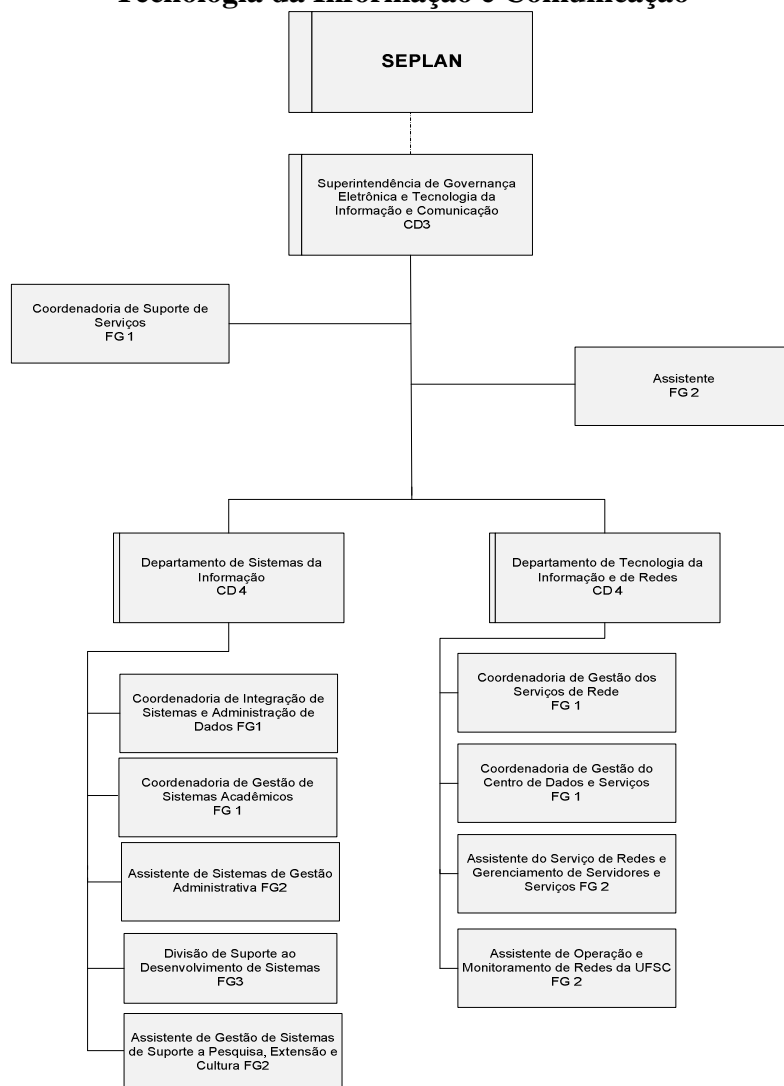 Tecnologia da Informação e Comunicação
SEPLAN
Superintendência de Governança
Eletrônica e Tecnologia da
Informação e Comunicação
CD3
Coordenadoria de Suporte de
Serviços
FG 1
Assistente
FG 2
Departamento de Sistemas da
Informação
CD 4
Departamento de Tecnologia da
Informação e de Redes
CD 4
Coordenadoria de Integração de
Sistemas e Administração de
Dados FG1
Coordenadoria de Gestão de
Sistemas Acadêmicos
FG 1
Assistente de Sistemas de Gestão
Administrativa FG2
Divisão de Suporte ao
Desenvolvimento de Sistemas
FG3
Assistente de Gestão de Sistemas
de Suporte a Pesquisa, Extensão e
Cultura FG2
Coordenadoria de Gestão dos
Serviços de Rede
FG 1
Coordenadoria de Gestão do
Centro de Dados e Serviços
FG 1
Assistente do Serviço de Redes e
Gerenciamento de Servidores e
Serviços FG 2
Assistente de Operação e
Monitoramento de Redes da UFSC
FG 2